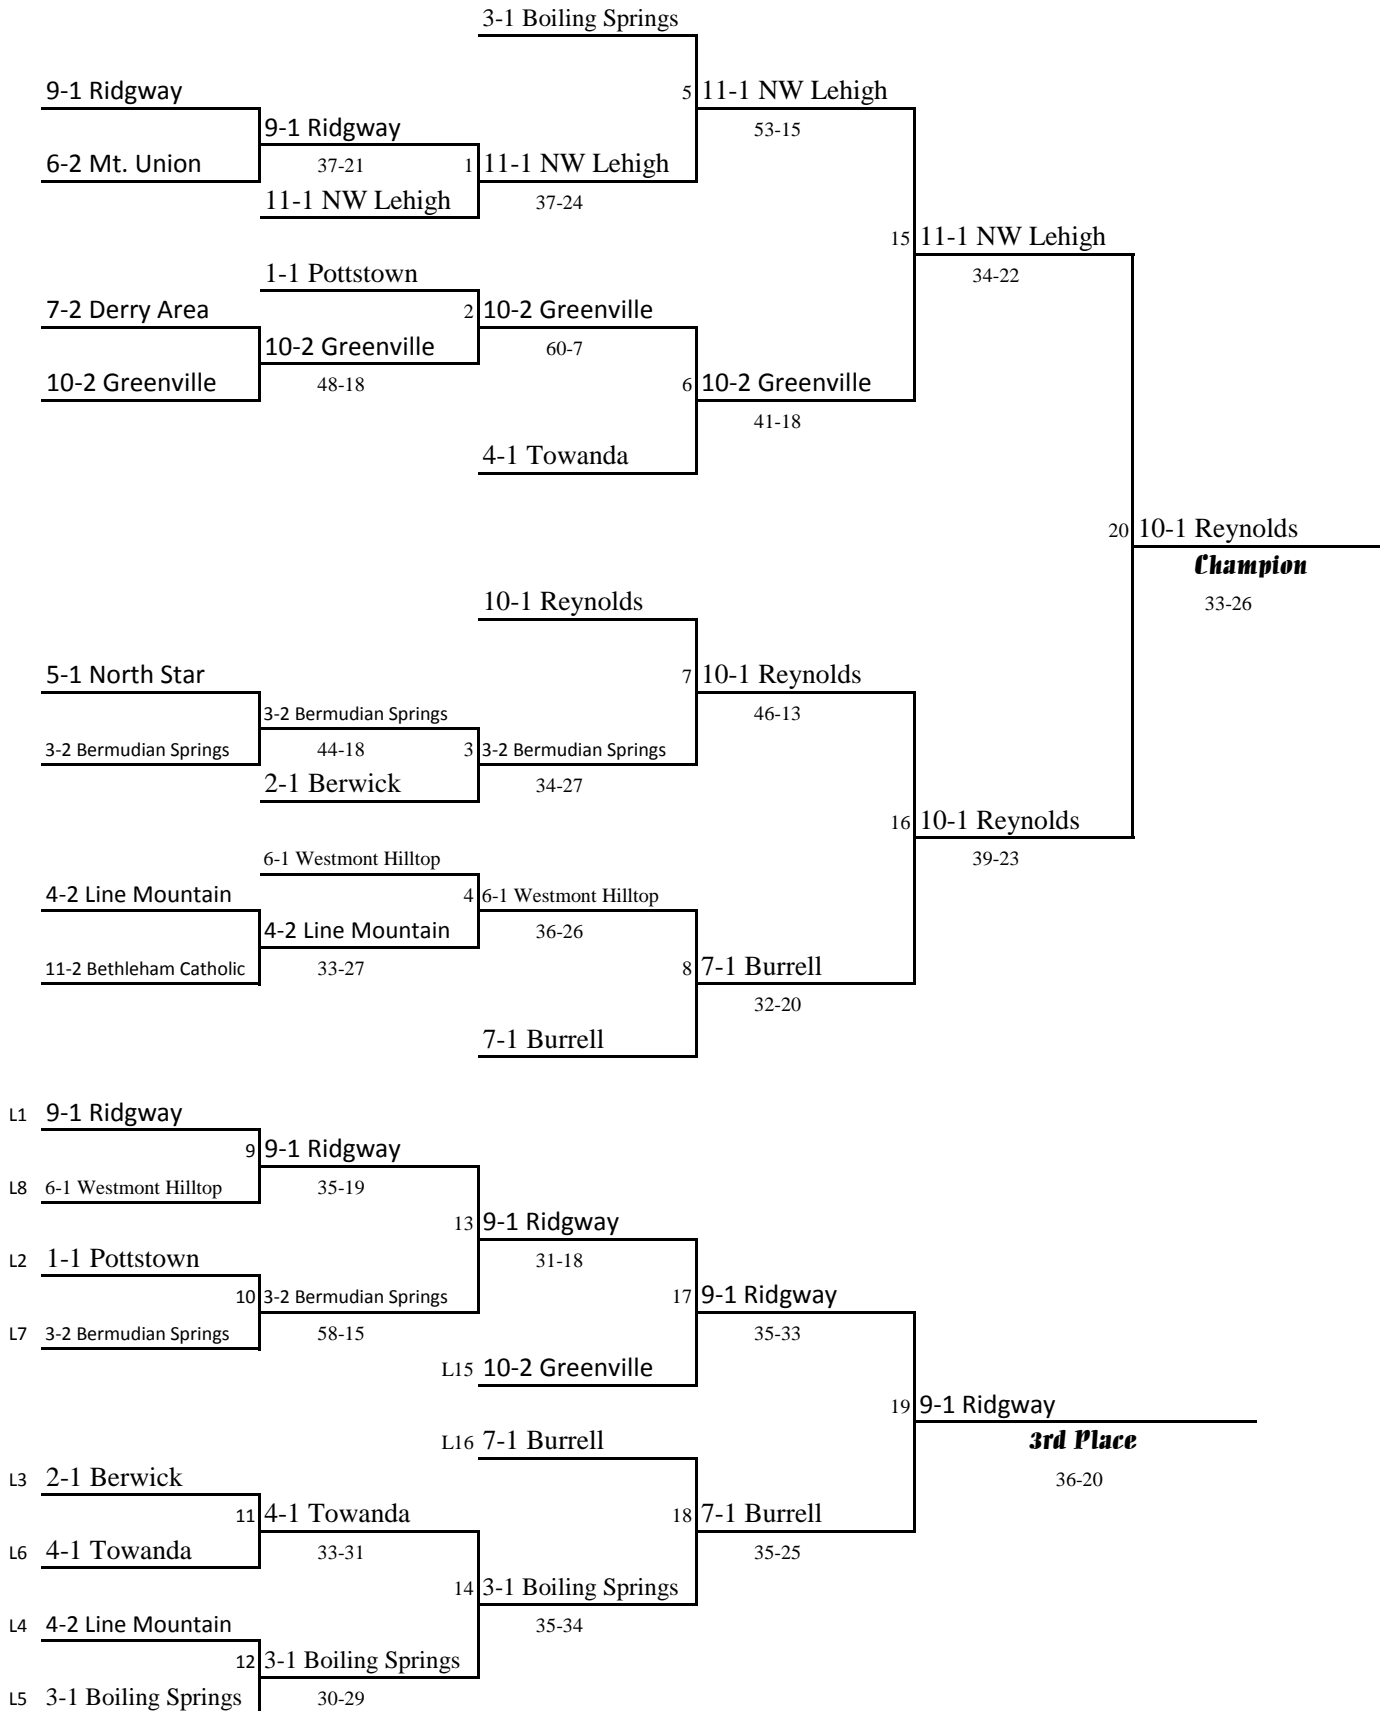 3-1 Boiling Springs
9-1 Ridgway
5 11-1 NW Lehigh
9-1 Ridgway
53-15
6-2 Mt. Union
37-21
1 11-1 NW Lehigh
11-1 NW Lehigh
37-24
15 11-1 NW Lehigh
1-1 Pottstown
34-22
7-2 Derry Area
2 10-2 Greenville
10-2 Greenville
60-7
10-2 Greenville
48-18
6 10-2 Greenville
41-18
4-1 Towanda
20 10-1 Reynolds
Champion
10-1 Reynolds
33-26
5-1 North Star
7 10-1 Reynolds
3-2 Bermudian Springs
46-13
3-2 Bermudian Springs
44-18
3 3-2 Bermudian Springs
2-1 Berwick
34-27
16 10-1 Reynolds
6-1 Westmont Hilltop
39-23
4-2 Line Mountain
4 6-1 Westmont Hilltop
4-2 Line Mountain
36-26
11-2 Bethleham Catholic
33-27
8 7-1 Burrell
32-20
7-1 Burrell
L1 9-1 Ridgway
9 9-1 Ridgway
L8 6-1 Westmont Hilltop
35-19
13 9-1 Ridgway
L2 1-1 Pottstown
31-18
10 3-2 Bermudian Springs
17 9-1 Ridgway
L7 3-2 Bermudian Springs
58-15
35-33
L15 10-2 Greenville
19 9-1 Ridgway
L16 7-1 Burrell
3rd Place
L3 2-1 Berwick
36-20
11 4-1 Towanda
18 7-1 Burrell
L6 4-1 Towanda
33-31
35-25
14 3-1 Boiling Springs
L4 4-2 Line Mountain
35-34
12 3-1 Boiling Springs
L5 3-1 Boiling Springs
30-29